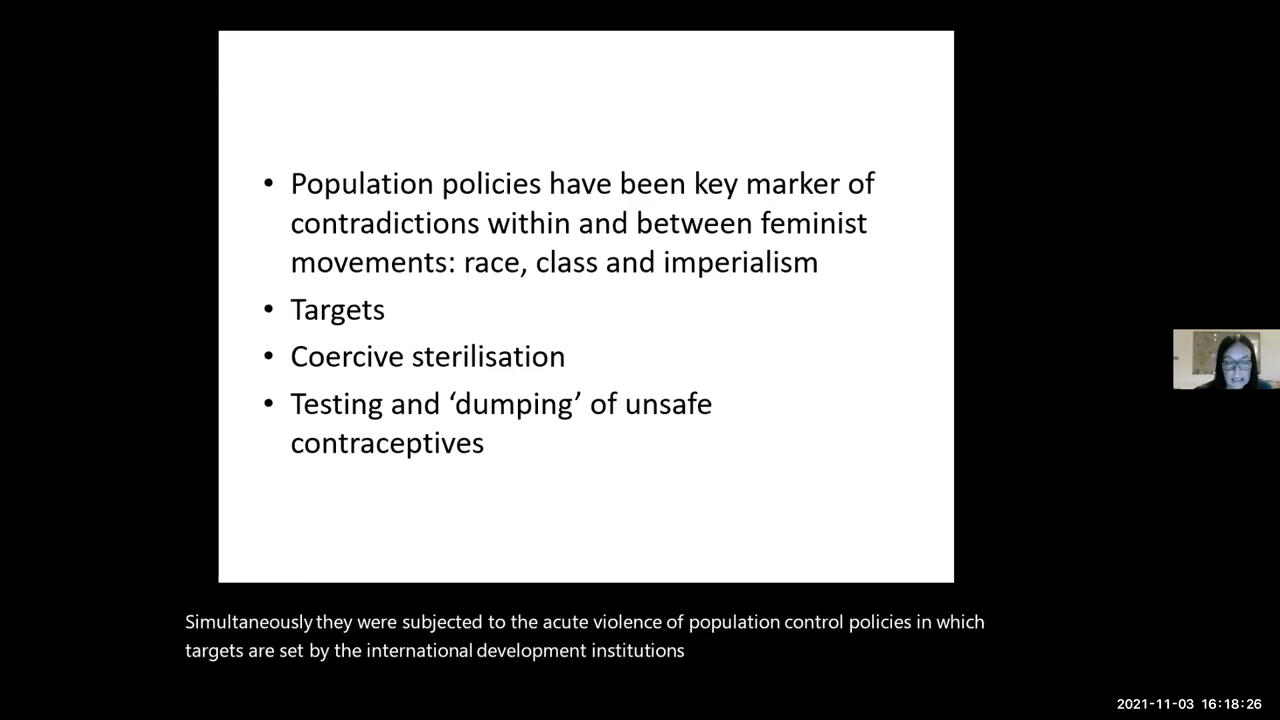 • Population policies have been key marker of
contradictions within and between feminist
movements: race, class and imperialism
• Targets
• Coercive sterilisation
• Testing and ‘dumping’ of unsafe
contraceptives
Simultaneously they were subjected to the acute violence of population control policies in which
targets are set by the international development institutions
2021-11-03 16:18:26